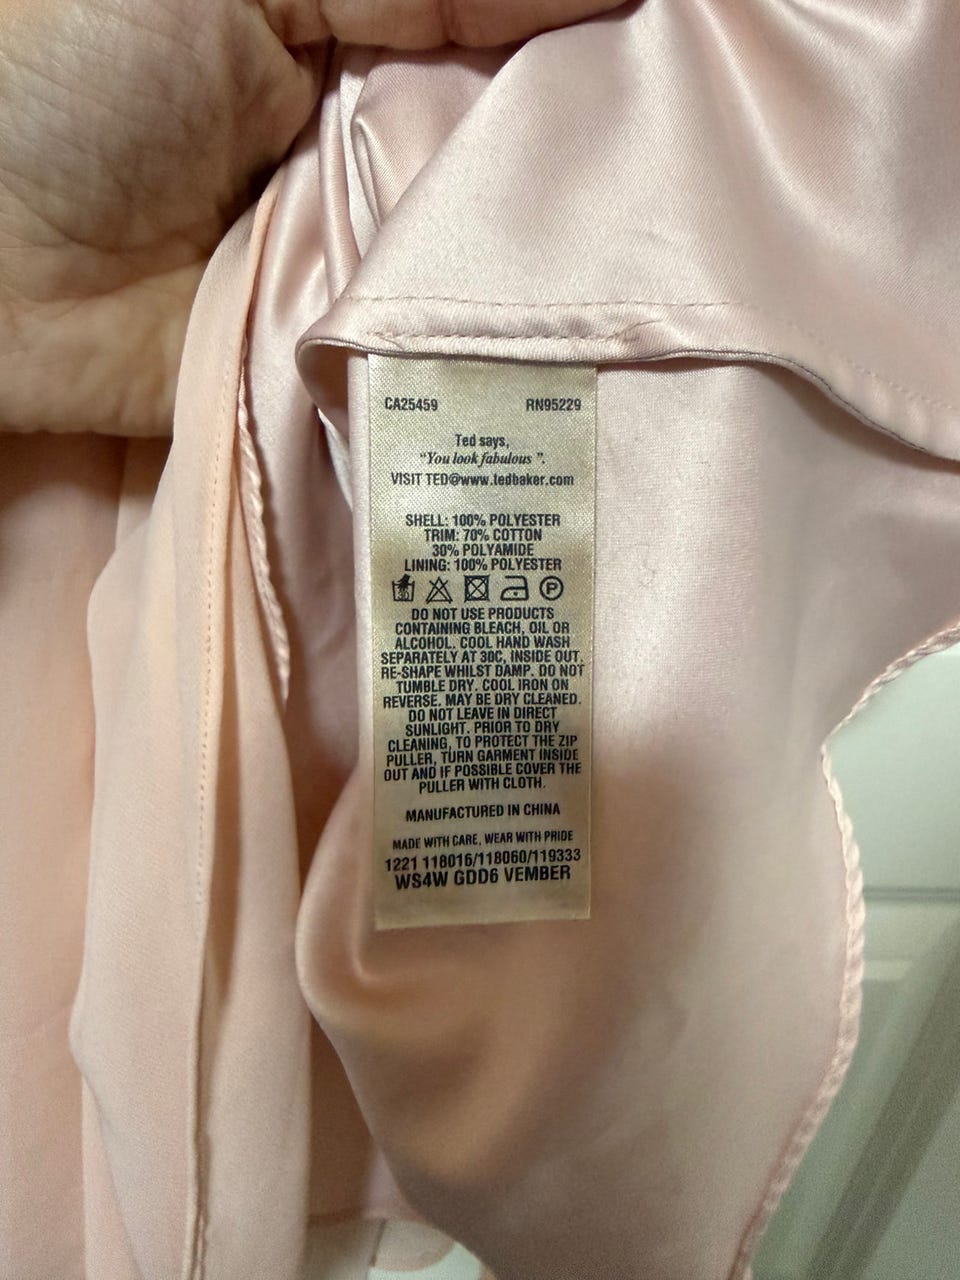 CA25459 RN95229
Ted says,
"You look fabulous ".
VISIT TED@www.tedbaker.com
SHELL: 100% POLYESTER
TRIM: 70% COTTON
30% POLYAMIDE
LINING: 100% POLYESTER
P
DO NOT USE PRODUCTS
CONTAINING BLEACH, OIL OR
ALCOHOL. COOL HAND WASH
SEPARATELY AT 30C, INSIDE OUT.
RE-SHAPE WHILST DAMP. DO NOT
TUMBLE DRY. COOL IRON ON
REVERSE. MAY BE DRY CLEANED.
DO NOT LEAVE IN DIRECT
SUNLIGHT. PRIOR TO DRY
CLEANING, TO PROTECT THE ZIP
PULLER, TURN GARMENT INSIDE
OUT AND IF POSSIBLE COVER THE
PULLER WITH CLOTH.
MANUFACTURED IN CHINA
MADE WITH CARE, WEAR WITH PRIDE
1221 118016/118060/119333
WS4W GDD6 VEMBER